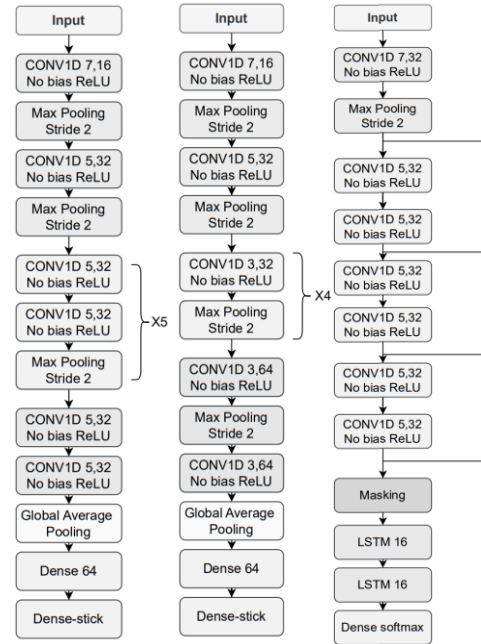 Input
CONV1D 7,16
No bias ReLU
Max Pooling
Stride 2
CONV1D 5,32
No bias ReLU
Max Pooling
Stride 2
CONV1D 5,32
No bias ReLU
CONV1D 5,32
No bias ReLU
Max Pooling
Stride 2
X5
CONV1D 5,32
No bias ReLU
CONV1D 5,32
No bias ReLU
Global Average
Pooling
Dense 64
Dense-stick
Input
CONV1D 7,16
No bias ReLU
Max Pooling
Stride 2
CONV1D 5,32
No bias ReLU
Max Pooling
Stride 2
CONV1D 3,32
No bias ReLU
Max Pooling
Stride 2
X4
CONV1D 3,64
No bias ReLU
Max Pooling
Stride 2
CONV1D 3,64
No bias ReLU
Global Average
Pooling
Dense 64
Dense-stick
Input
CONV1D 7,32
No bias ReLU
Max Pooling
Stride 2
CONV1D 5,32
No bias ReLU
CONV1D 5,32
No bias ReLU
CONV1D 5,32
No bias ReLU
CONV1D 5,32
No bias ReLU
CONV1D 5,32
No bias ReLU
CONV1D 5,32
No bias ReLU
Masking
LSTM 16
LSTM 16
Dense softmax